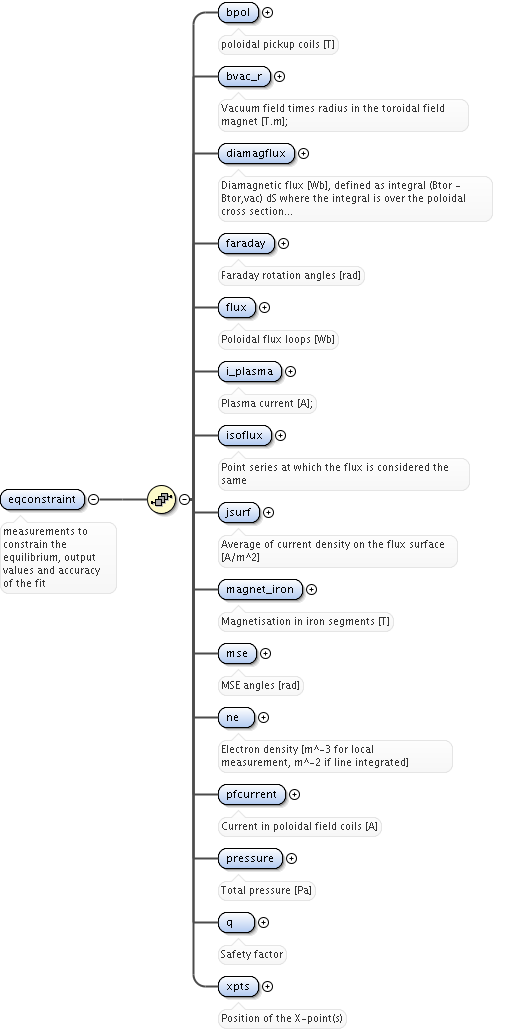 bpol
poloidal pickup coils [T]
bvac_r
Vacuum field times radius in the toroidal field
magnet [T.m];
diamagflux
Diamagnetic flux [Wb], defined as integral (Btor -
Btor,vac) dS where the integral is over the poloidal
cross section...
faraday
Faraday rotation angles [rad]
flux
Poloidal flux loops [Wb]
i_plasma
Plasma current [A];
isoflux
Point series at which the flux is considered the
same
eqconstraint
measurements to
constrain the
equilibrium, output
values and accuracy
of the fit
jsurf
Average of current density on the flux surface
[A/m^2]
magnet_iron
Magnetisation in iron segments [T]
mse
MSE angles [rad]
ne
Electron density [m^-3 for local
measurement, m^-2 if line integrated]
pfcurrent
Current in poloidal field coils [A]
pressure
Total pressure [Pa]
q
Safety factor
xpts
Position of the X-point(s)